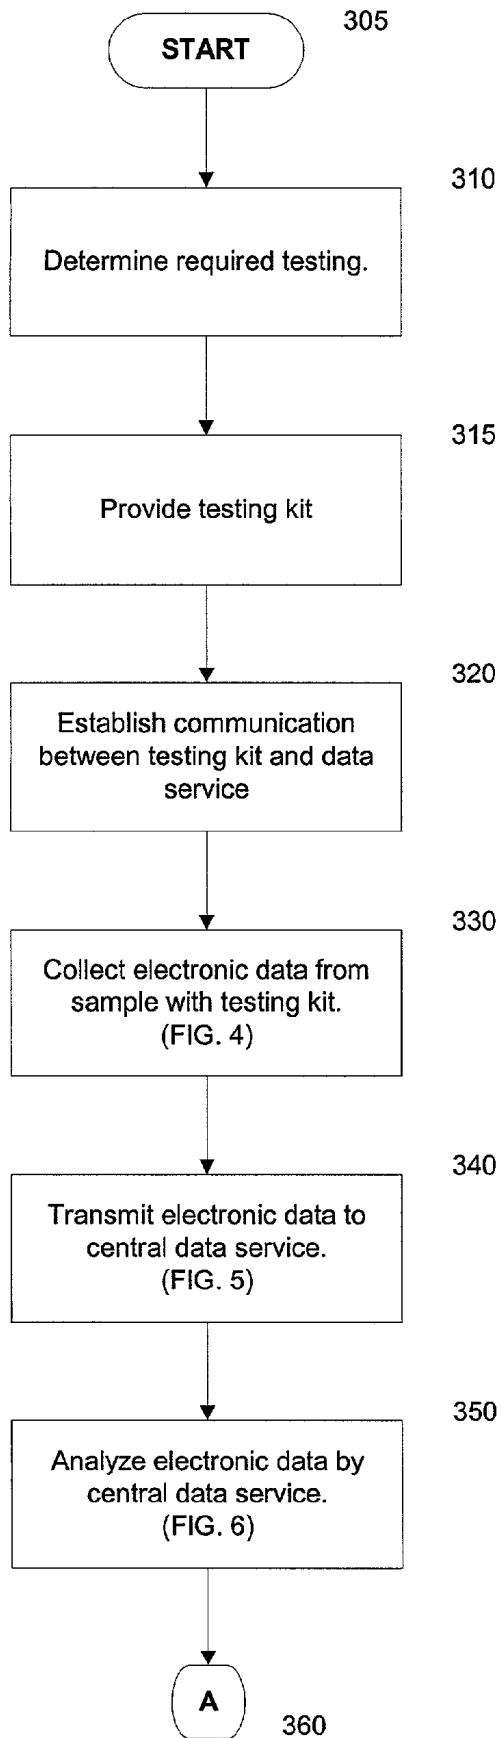 305
START
310
Determine required testing.
315
Provide testing kit
320
Establish communication
between testing kit and data
service
330
Collect electronic data from
sample with testing kit.
(FIG. 4)
340
Transmit electronic data to
central data service.
(FIG. 5)
350
Analyze electronic data by
central data service.
(FIG. 6)
A
360